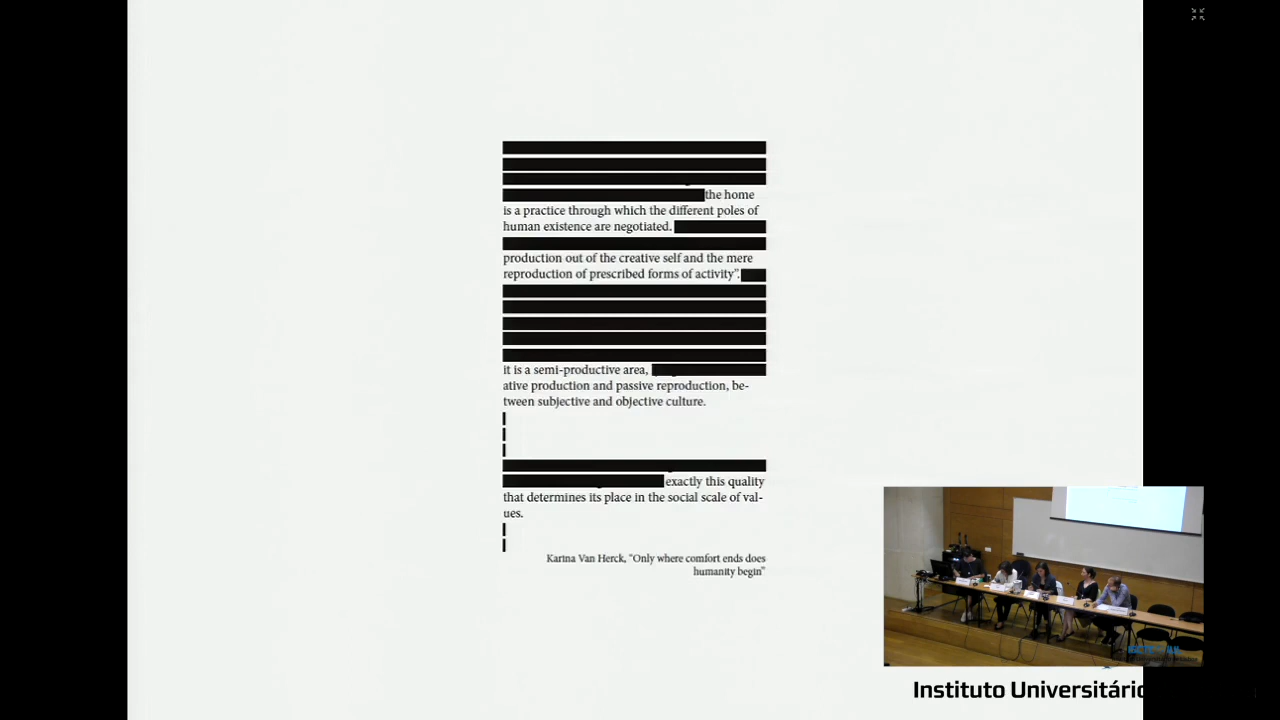 the home
is a practice through which the different poles of
human existence are negotiated.
production out of the creative self and the mere
reproduction of prescribed forms of activity”.
it is a semi-productive area,
ative production and passive reproduction, be-
tween subjective and objective culture.
exactly this quality
that determines its place in the social scale of val-
ues.
Karina Van Herck, “Only where comfort ends does
humanity begin”
Instituto Universitário